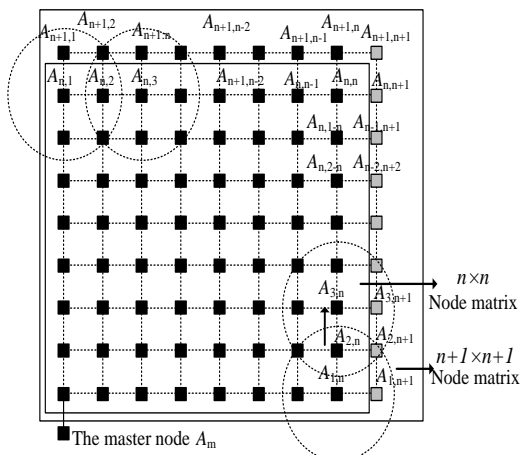 A_{n+1,1} A_{n+1,2} A_{n+1,n} A_{n+1,n-2} A_{n+1,n-1} A_{n+1,n} A_{n+1,n+1}
A_{n,1} A_{n,2} A_{n,3} A_{n+1,n-2} A_{n,n-1} A_{n,n} A_{n,n+1}
A_{n,1-n} A_{n-1,n+1}
A_{n,2-n} A_{n-2,n+2}
A_{3,n} A_{3,n+1}
n×n
Node matrix
A_{2,n} A_{2,n+1}
A_{1,n} A_{1,n+1}
n+1×n+1
Node matrix
The master node A_m